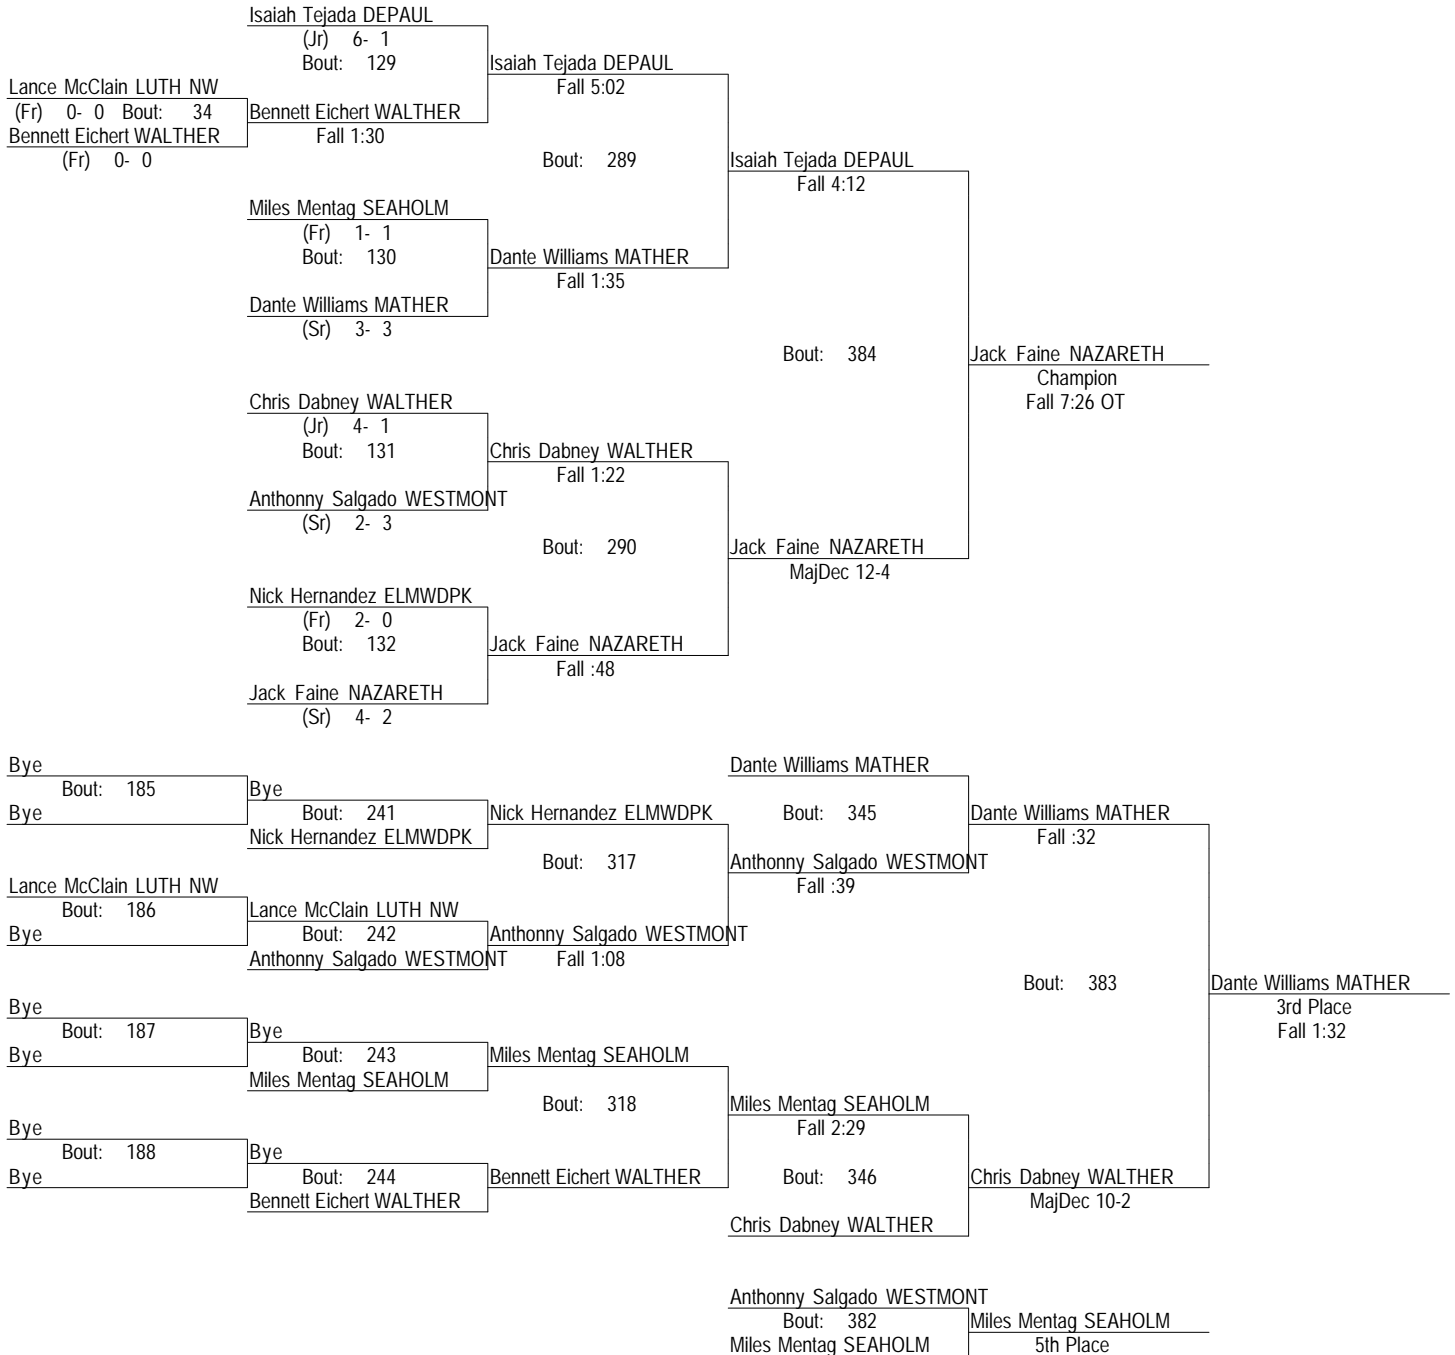 Isaiah Tejada DEPAUL
(Jr) 6- 1
Bout: 129
Isaiah Tejada DEPAUL
Fall 5:02
Lance McClain LUTH NW
(Fr) 0- 0 Bout: 34
Bennett Eichert WALTHER
Bennett Eichert WALTHER
Fall 1:30
(Fr) 0- 0
Bout: 289
Isaiah Tejada DEPAUL
Fall 4:12
Miles Mentag SEAHOLM
(Fr) 1- 1
Bout: 130
Dante Williams MATHER
Fall 1:35
Dante Williams MATHER
(Sr) 3- 3
Bout: 384
Jack Faine NAZARETH
Champion
Fall 7:26 OT
Chris Dabney WALTHER
(Jr) 4- 1
Bout: 131
Chris Dabney WALTHER
Fall 1:22
Anthonny Salgado WESTMONT
(Sr) 2- 3
Bout: 290
Jack Faine NAZARETH
MajDec 12-4
Nick Hernandez ELMWDPK
(Fr) 2- 0
Bout: 132
Jack Faine NAZARETH
Fall :48
Jack Faine NAZARETH
(Sr) 4- 2
Bye
Bout: 185
Bye
Bye
Bout: 241
Nick Hernandez ELMWDPK
Nick Hernandez ELMWDPK
Dante Williams MATHER
Bout: 345
Dante Williams MATHER
Fall :32
Bout: 317
Anthonny Salgado WESTMONT
Fall :39
Lance McClain LUTH NW
Bout: 186
Bye
Lance McClain LUTH NW
Bout: 242
Anthonny Salgado WESTMONT
Anthonny Salgado WESTMONT
Fall 1:08
Bout: 383
Dante Williams MATHER
3rd Place
Fall 1:32
Bye
Bout: 187
Bye
Bye
Bout: 243
Miles Mentag SEAHOLM
Miles Mentag SEAHOLM
Bout: 318
Miles Mentag SEAHOLM
Fall 2:29
Bye
Bout: 188
Bye
Bye
Bout: 244
Bennett Eichert WALTHER
Bennett Eichert WALTHER
Bout: 346
Chris Dabney WALTHER
MajDec 10-2
Chris Dabney WALTHER
Anthonny Salgado WESTMONT
Bout: 382
Miles Mentag SEAHOLM
Miles Mentag SEAHOLM
5th Place